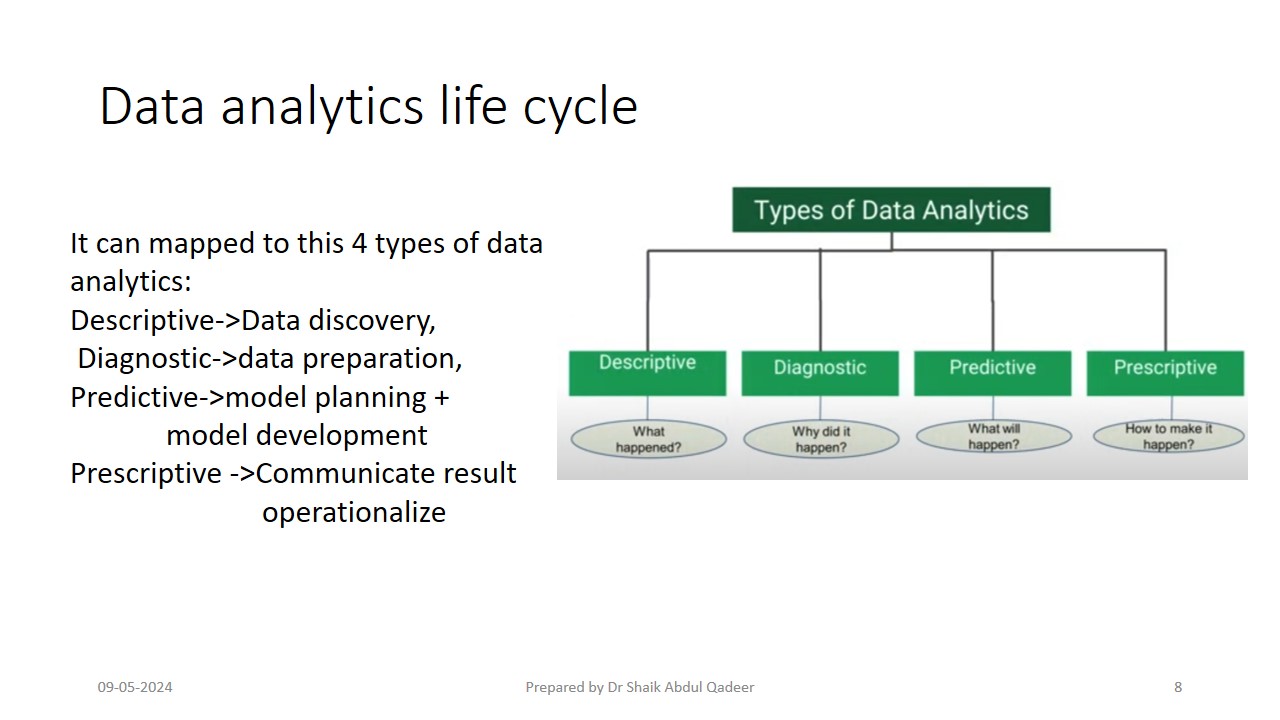 Data analytics life cycle
It can mapped to this 4 types of data
analytics:
Descriptive->Data discovery,
Diagnostic->data preparation,
Predictive->model planning +
model development
Prescriptive ->Communicate result
operationalize
Types of Data Analytics
Descriptive
Diagnostic
Predictive
Prescriptive
What
happened?
Why did it
happen?
What will
happen?
How to make it
happen?
09-05-2024
Prepared by Dr Shaik Abdul Qadeer
8